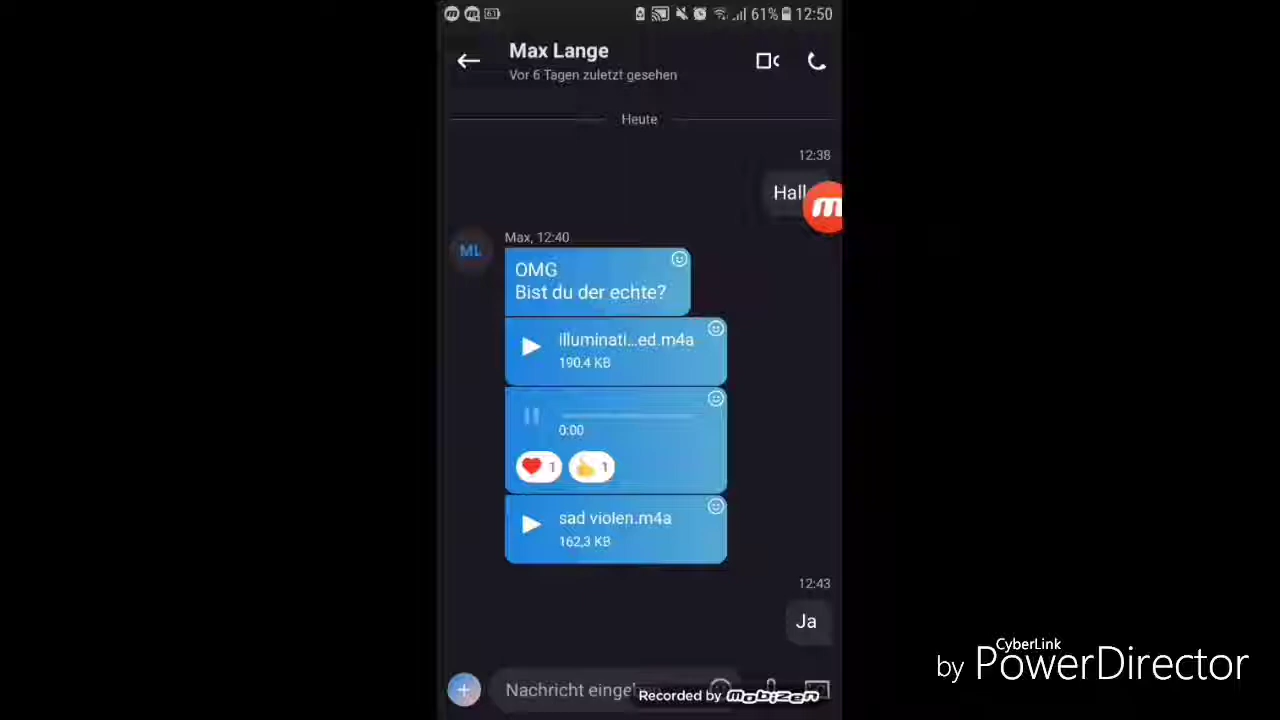 61% 12:50
Max Lange
Vor 6 Tagen zuletzt gesehen
Heute
12:38
Hall
Max, 12:40
ML
OMG
Bist du der echte?
illuminati...ed.m4a
190.4 KB
0:00
1 1
sad violen.m4a
162,3 KB
12:43
Ja
Nachricht einge
Recorded by mobizen
CyberLink
by PowerDirector